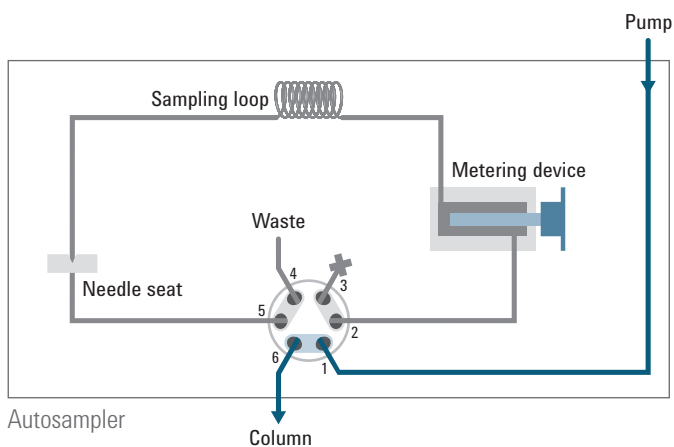 Pump
Sampling loop
Metering device
Waste
Needle seat
4
3
5
2
6
1
Autosampler
Column